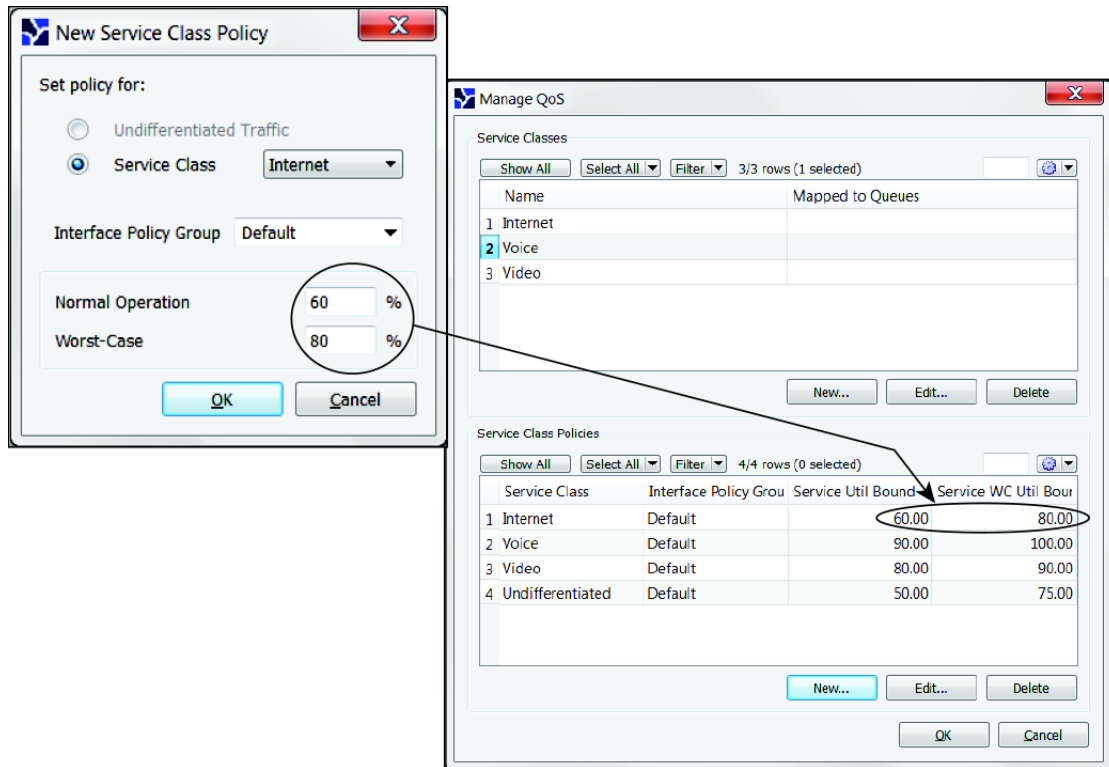 New Service Class Policy
X
Set policy for:
Undifferentiated Traffic
Service Class Internet
Interface Policy Group Default
Normal Operation 60 %
Worst-Case 80 %
OK Cancel
Manage QoS
X
Service Classes
Show All Select All Filter 3/3 rows (1 selected)
Name Mapped to Queues
1 Internet
2 Voice
3 Video
New... Edit... Delete
Service Class Policies
Show All Select All Filter 4/4 rows (0 selected)
Service Class Interface Policy Grou Service Util Bound Service WC Util Bour
1 Internet Default 60.00 80.00
2 Voice Default 90.00 100.00
3 Video Default 80.00 90.00
4 Undifferentiated Default 50.00 75.00
New... Edit... Delete
OK Cancel